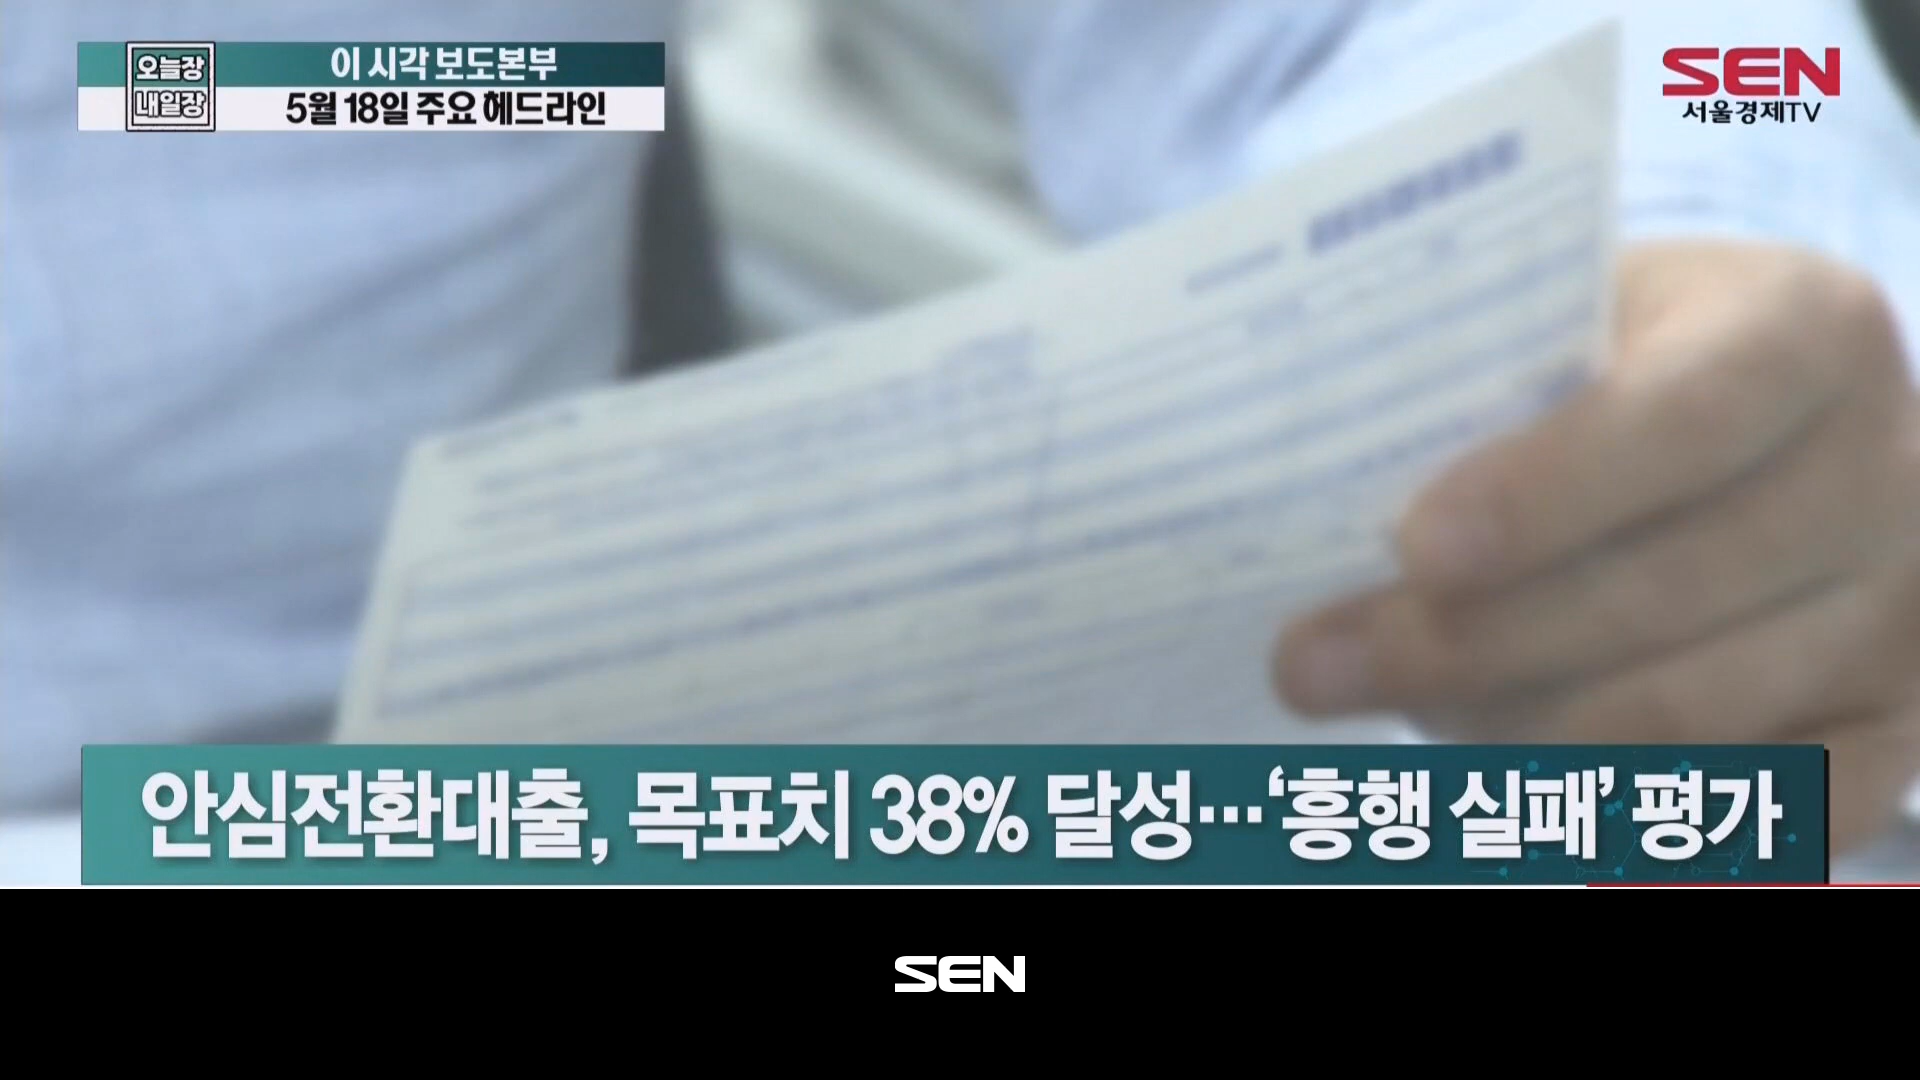 오늘장
내일장
이 시각 보도본부
5월 18일 주요 헤드라인
SEN
서울경제TV
안심전환대출, 목표치 38% 달성…‘흥행 실패’ 평가
SEN